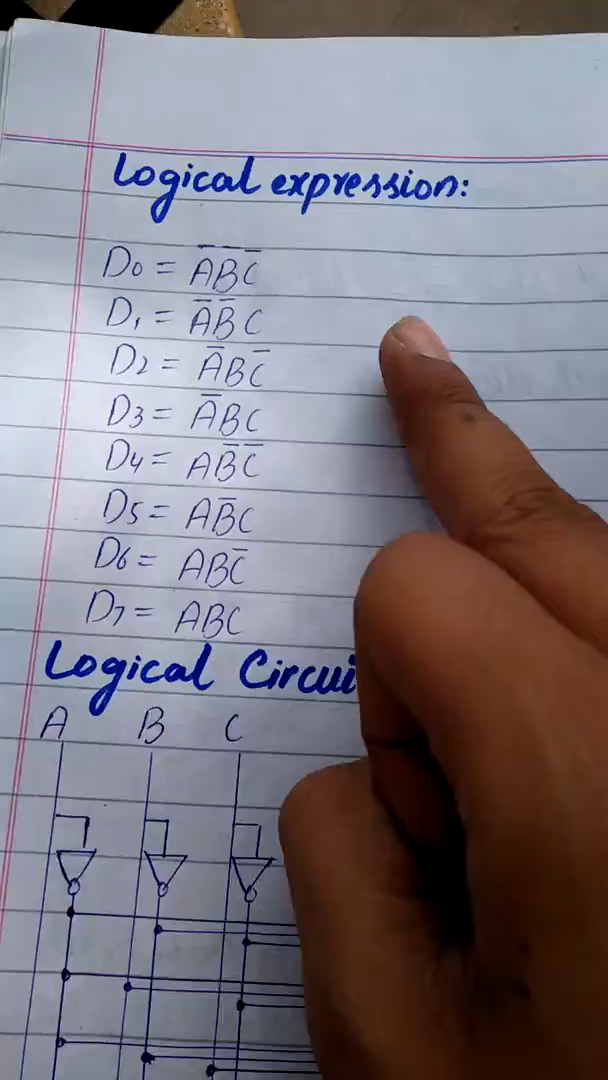 Logical expression:
D0 = A̅B̅C̅
D1 = A̅B̅C
D2 = A̅BC̅
D3 = A̅BC
D4 = AB̅C̅
D5 = AB̅C
D6 = ABC̅
D7 = ABC
Logical Circui
A B C